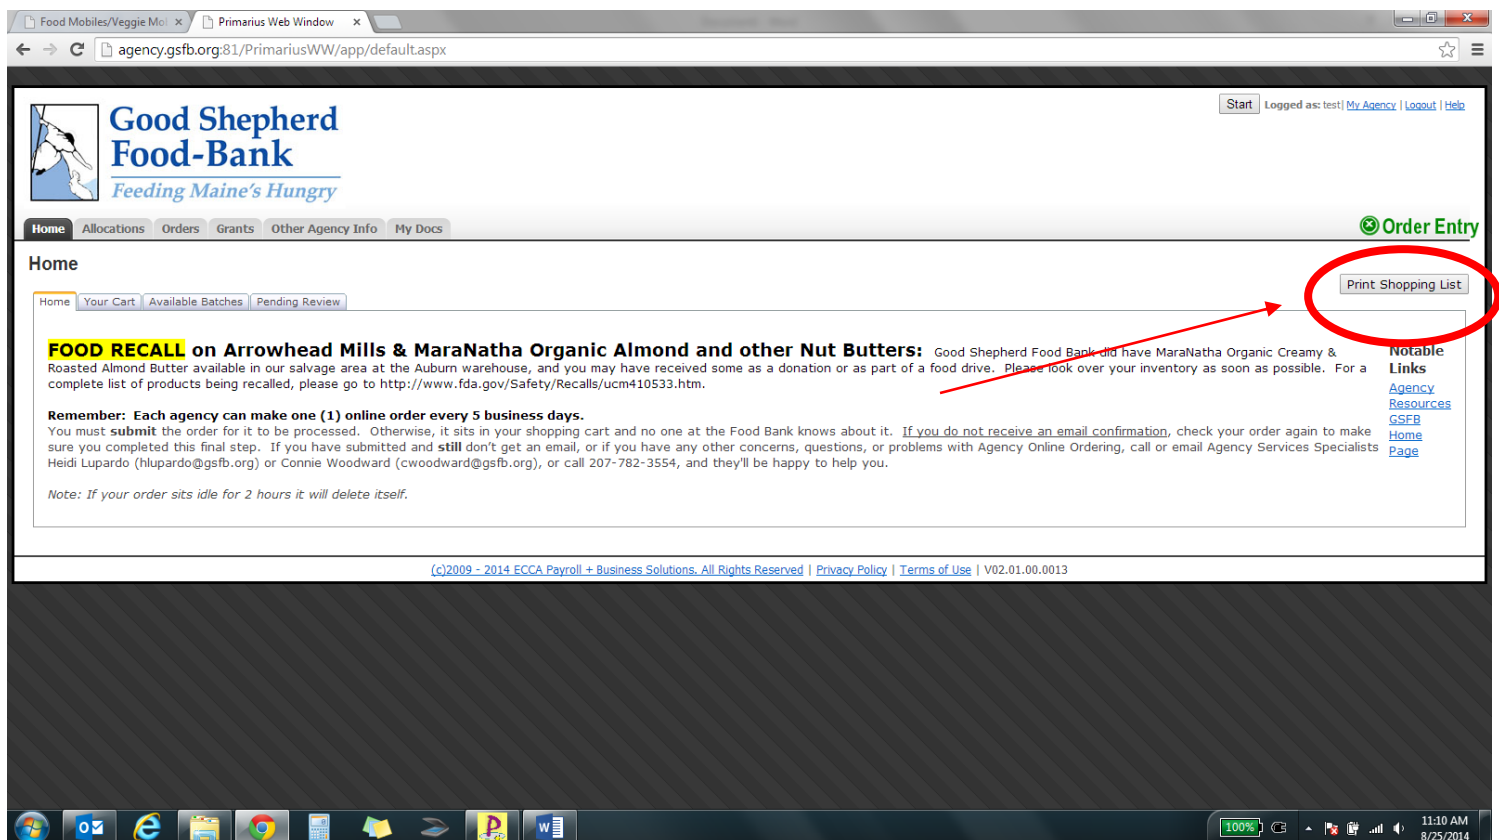 Food Mobiles/Veggie Mol
Primarius Web Window
agency.gsfb.org:81/PrimariusWW/app/default.aspx
Good Shepherd
Food-Bank
Feeding Maine's Hungry
Start Logged as: test| My Agency | Logout | Help
Home Allocations Orders Grants Other Agency Info My Docs
Order Entry
Home
Print Shopping List
Home Your Cart Available Batches Pending Review
FOOD RECALL on Arrowhead Mills & MaraNatha Organic Almond and other Nut Butters: Good Shepherd Food Bank did have MaraNatha Organic Creamy &
Roasted Almond Butter available in our salvage area at the Auburn warehouse, and you may have received some as a donation or as part of a food drive. Please look over your inventory as soon as possible. For a
complete list of products being recalled, please go to http://www.fda.gov/Safety/Recalls/ucm410533.htm.
Remember: Each agency can make one (1) online order every 5 business days.
You must submit the order for it to be processed. Otherwise, it sits in your shopping cart and no one at the Food Bank knows about it. If you do not receive an email confirmation, check your order again to make
sure you completed this final step. If you have submitted and still don't get an email, or if you have any other concerns, questions, or problems with Agency Online Ordering, call or email Agency Services Specialists
Heidi Lupardo (hlupardo@gsfb.org) or Connie Woodward (cwoodward@gsfb.org), or call 207-782-3554, and they'll be happy to help you.
Note: If your order sits idle for 2 hours it will delete itself.
Notable
Links
Agency
Resources
GSFB
Home
Page
(c)2009 - 2014 ECCA Payroll + Business Solutions. All Rights Reserved | Privacy Policy | Terms of Use | V02.01.00.0013
100%
11:10 AM
8/25/2014